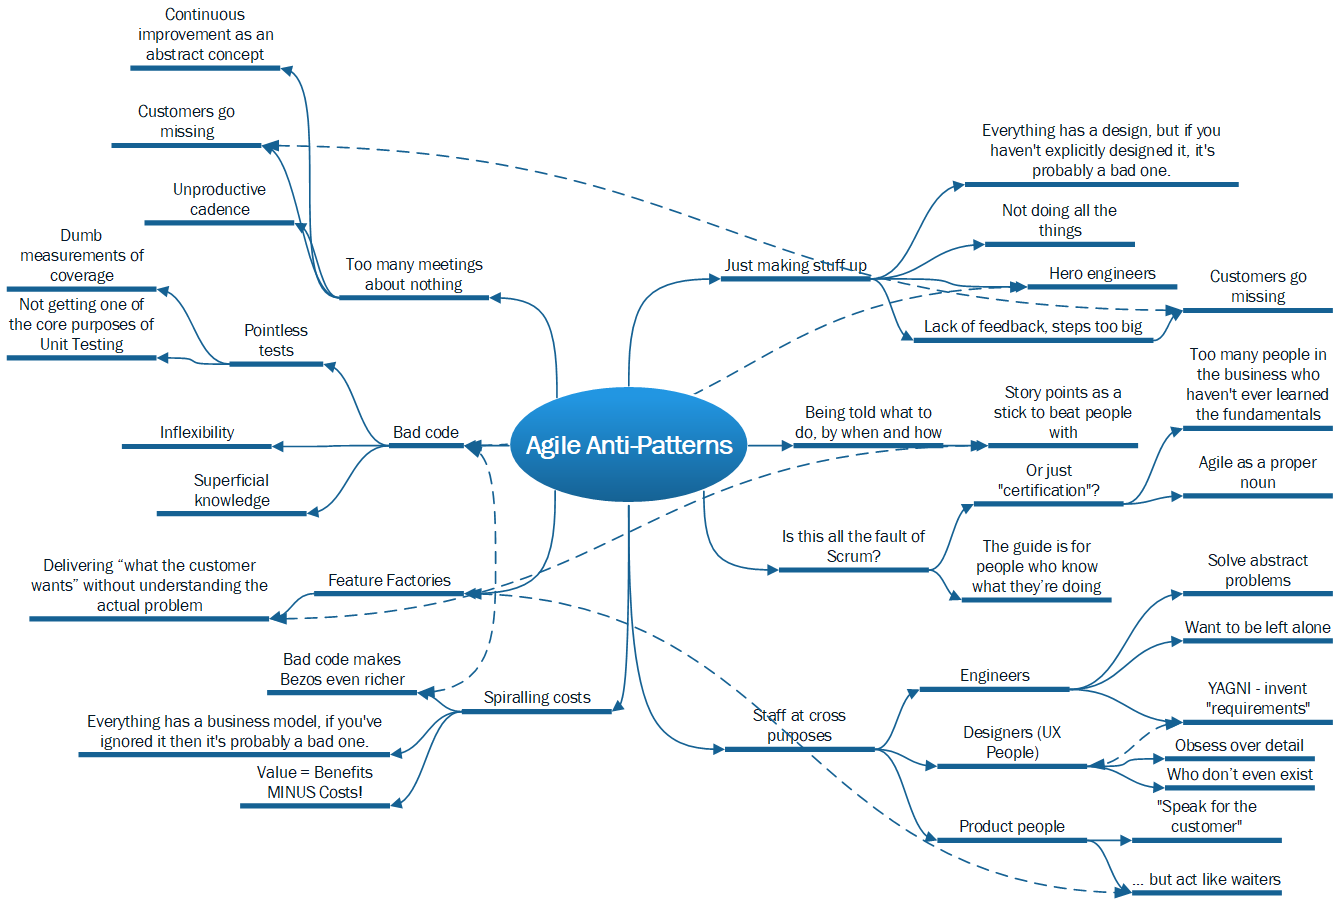 Continuous
improvement as an
abstract concept
Customers go
missing
Unproductive
cadence
Too many meetings
about nothing
Dumb
measurements of
coverage
Not getting one of
the core purposes of
Unit Testing
Pointless
tests
Inflexibility
Superficial
knowledge
Bad code
Delivering “what the customer
wants” without understanding the
actual problem
Feature Factories
Bad code makes
Bezos even richer
Everything has a business model, if you've
ignored it then it's probably a bad one.
Value = Benefits
MINUS Costs!
Spiralling costs
Agile Anti-Patterns
Just making stuff up
Everything has a design, but if you
haven't explicitly designed it, it's
probably a bad one.
Not doing all the
things
Hero engineers
Lack of feedback, steps too big
Customers go
missing
Being told what to
do, by when and how
Story points as a
stick to beat people
with
Is this all the fault of
Scrum?
Or just
"certification"?
Too many people in
the business who
haven't ever learned
the fundamentals
Agile as a proper
noun
The guide is for
people who know
what they’re doing
Staff at cross
purposes
Engineers
Solve abstract
problems
Want to be left alone
YAGNI - invent
"requirements"
Designers (UX
People)
Obsess over detail
Who don’t even exist
Product people
"Speak for the
customer"
... but act like waiters